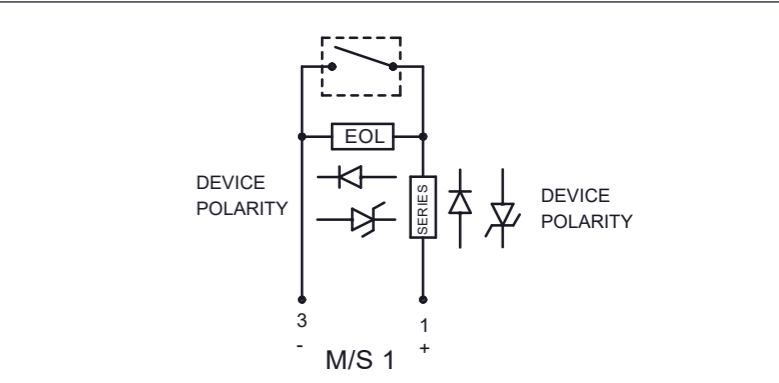 EOL
DEVICE
POLARITY
SERIES
DEVICE
POLARITY
3
1
-
+
M/S 1